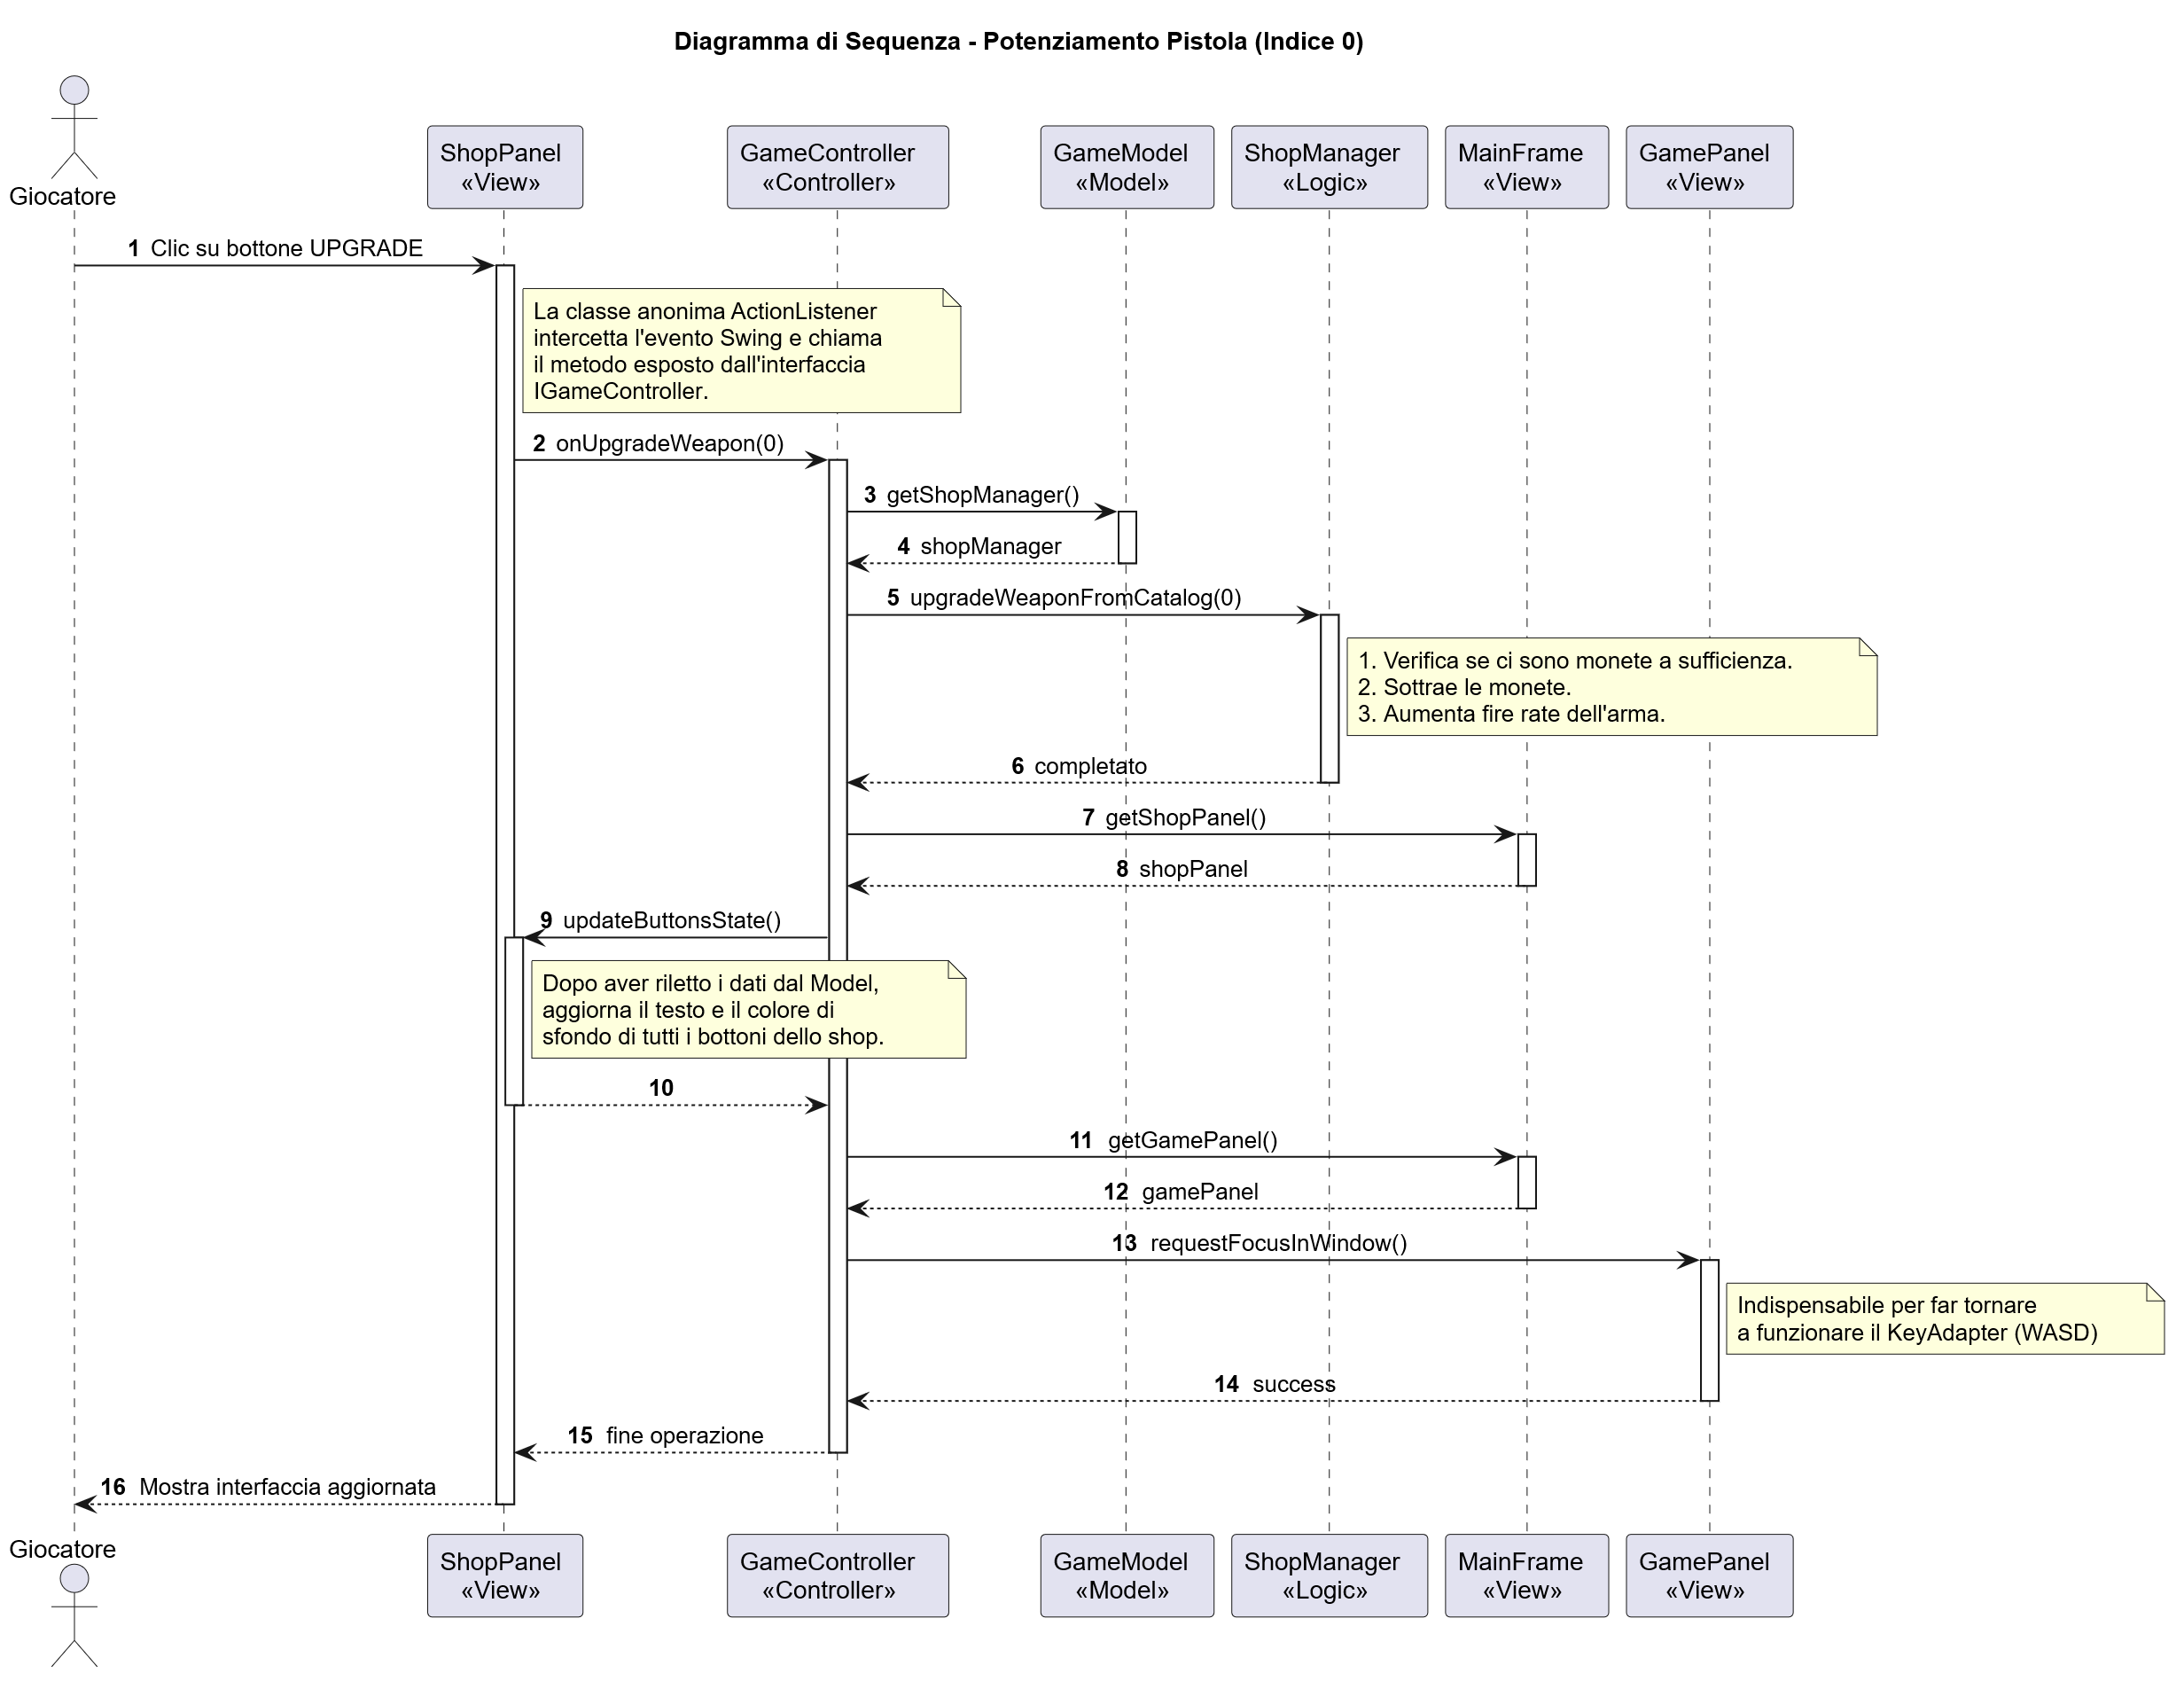 Diagramma di Sequenza - Potenziamento Pistola (Indice 0)
Giocatore
ShopPanel
«View»
GameController
«Controller»
GameModel
«Model»
ShopManager
«Logic»
MainFrame
«View»
GamePanel
«View»
1 Clic su bottone UPGRADE
La classe anonima ActionListener
intercetta l'evento Swing e chiama
il metodo esposto dall'interfaccia
IGameController.
2 onUpgradeWeapon(0)
3 getShopManager()
4 shopManager
5 upgradeWeaponFromCatalog(0)
1. Verifica se ci sono monete a sufficienza.
2. Sottrae le monete.
3. Aumenta fire rate dell'arma.
6 completato
7 getShopPanel()
8 shopPanel
9 updateButtonsState()
Dopo aver riletto i dati dal Model,
aggiorna il testo e il colore di
sfondo di tutti i bottoni dello shop.
10
11 getGamePanel()
12 gamePanel
13 requestFocusInWindow()
Indispensabile per far tornare
a funzionare il KeyAdapter (WASD)
14 success
15 fine operazione
16 Mostra interfaccia aggiornata
Giocatore
ShopPanel
«View»
GameController
«Controller»
GameModel
«Model»
ShopManager
«Logic»
MainFrame
«View»
GamePanel
«View»